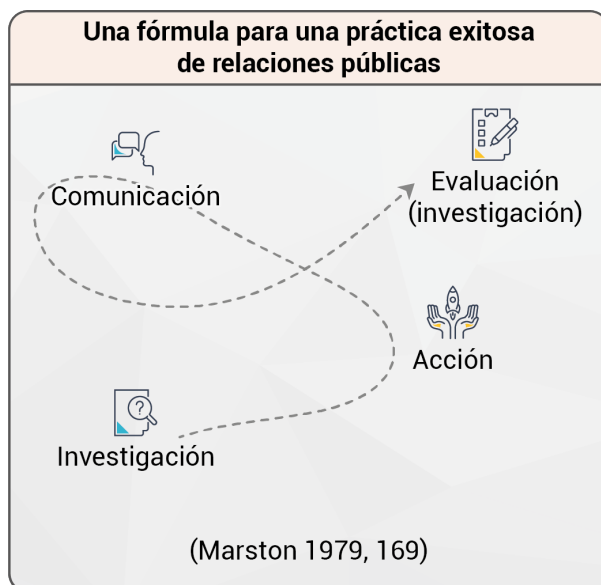 Una fórmula para una práctica exitosa
de relaciones públicas
Comunicación
Evaluación
(investigación)
?
Acción
Investigación
(Marston 1979, 169)